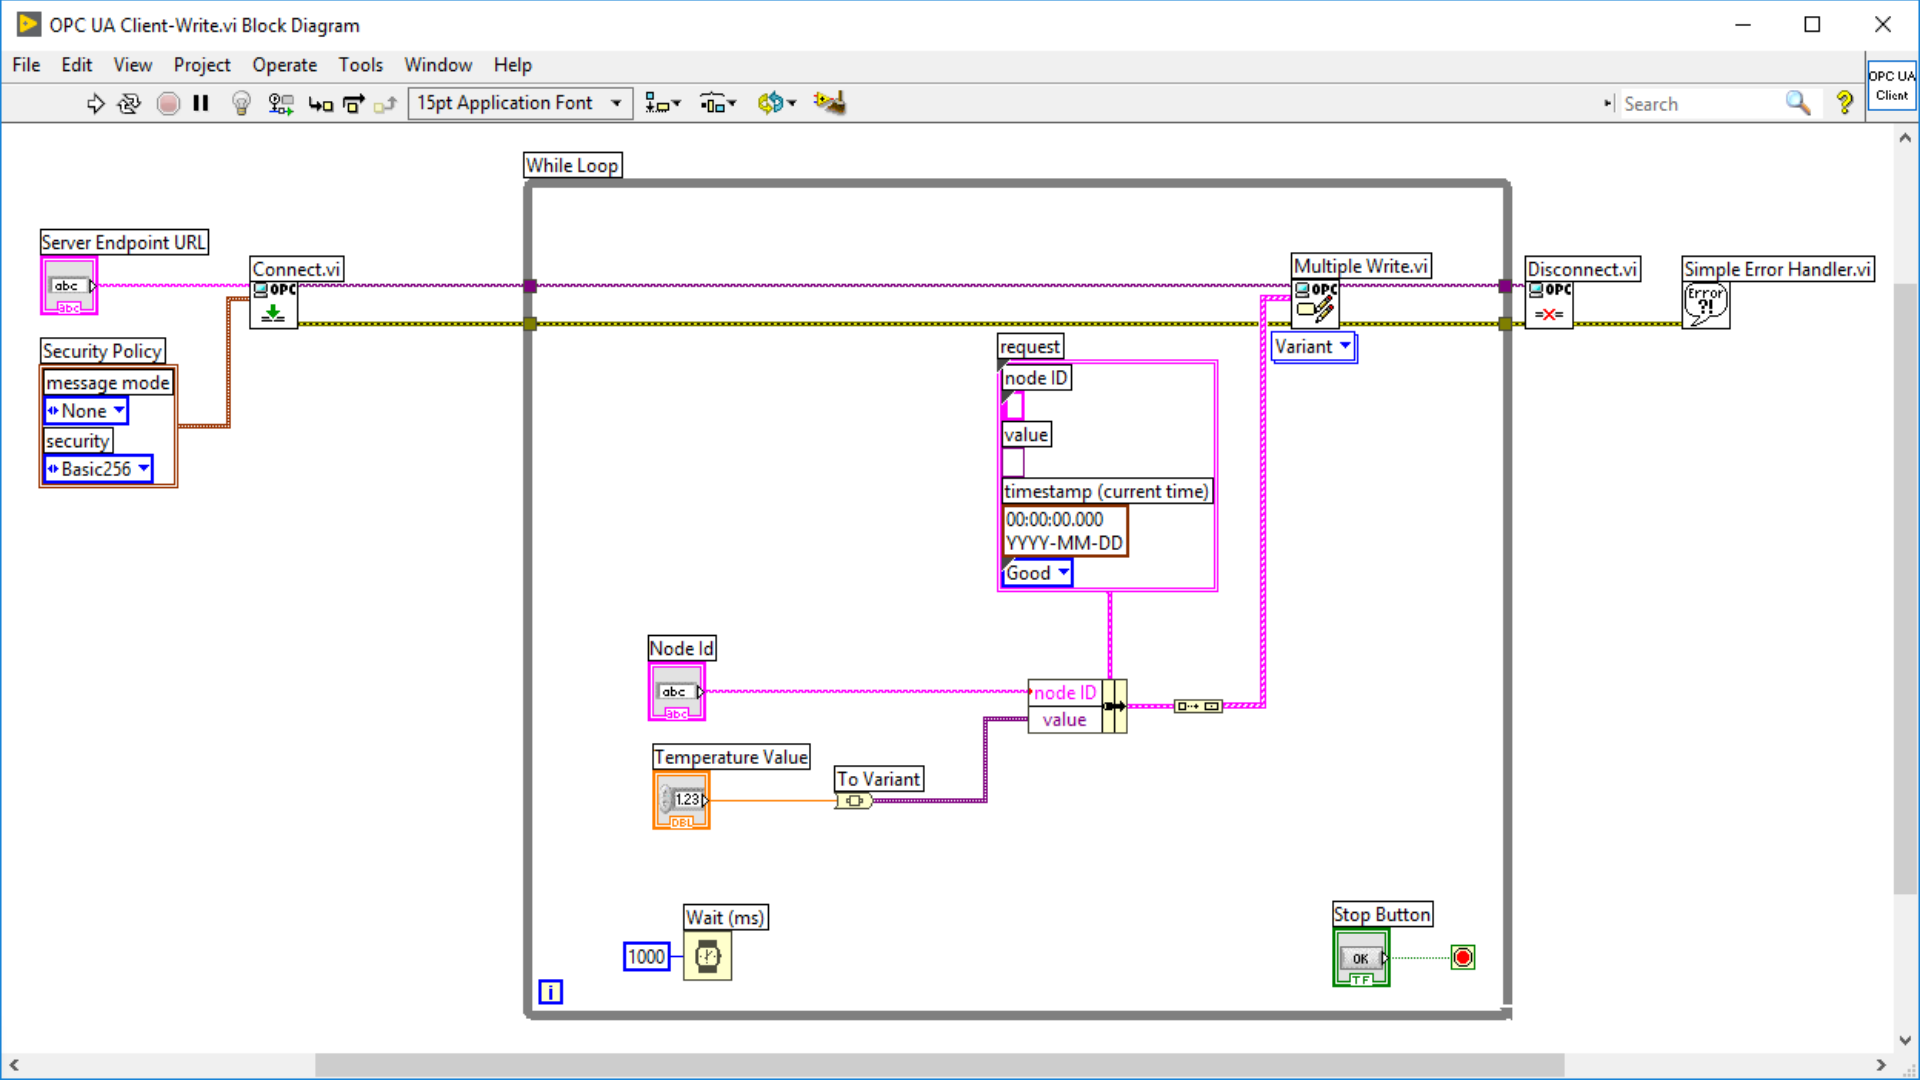 OPC UA Client-Write.vi Block Diagram
File Edit View Project Operate Tools Window Help
15pt Application Font
Search
OPC UA
Client
While Loop
Server Endpoint URL
abc
abc
Connect.vi
OPC
Multiple Write.vi
OPC
Variant
Disconnect.vi
OPC
Simple Error Handler.vi
Error
?!
Security Policy
message mode
None
security
Basic256
request
node ID
value
timestamp (current time)
00:00:00.000
YYYY-MM-DD
Good
Node Id
abc
abc
node ID
value
Temperature Value
1.23
DBL
To Variant
Wait (ms)
1000
Stop Button
OK
TF
i